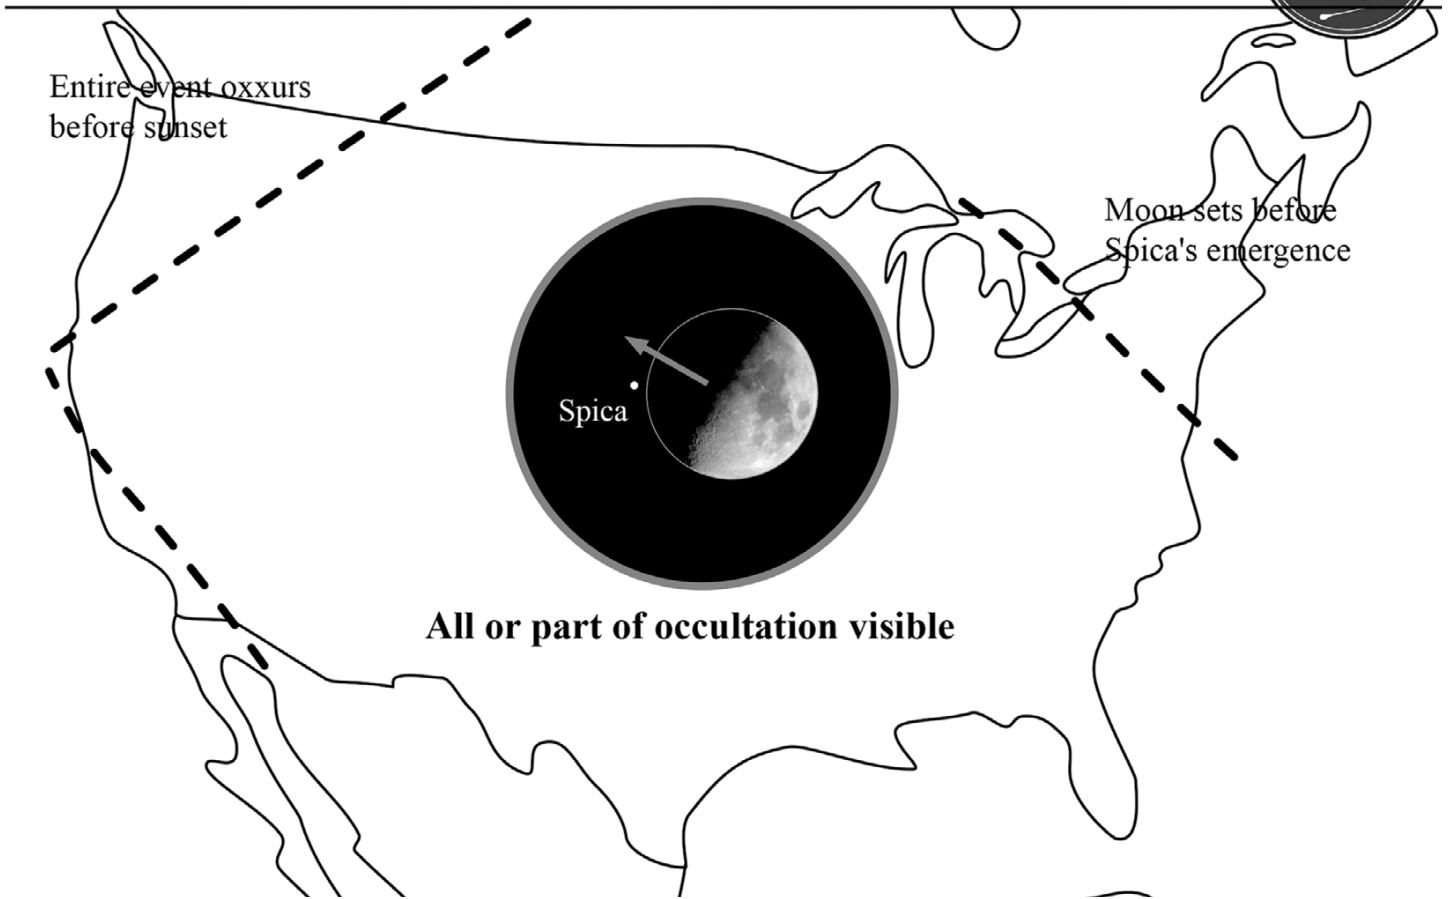 Entire event oxxurs
before sunset
Moon sets before
Spica's emergence
Spica
All or part of occultation visible